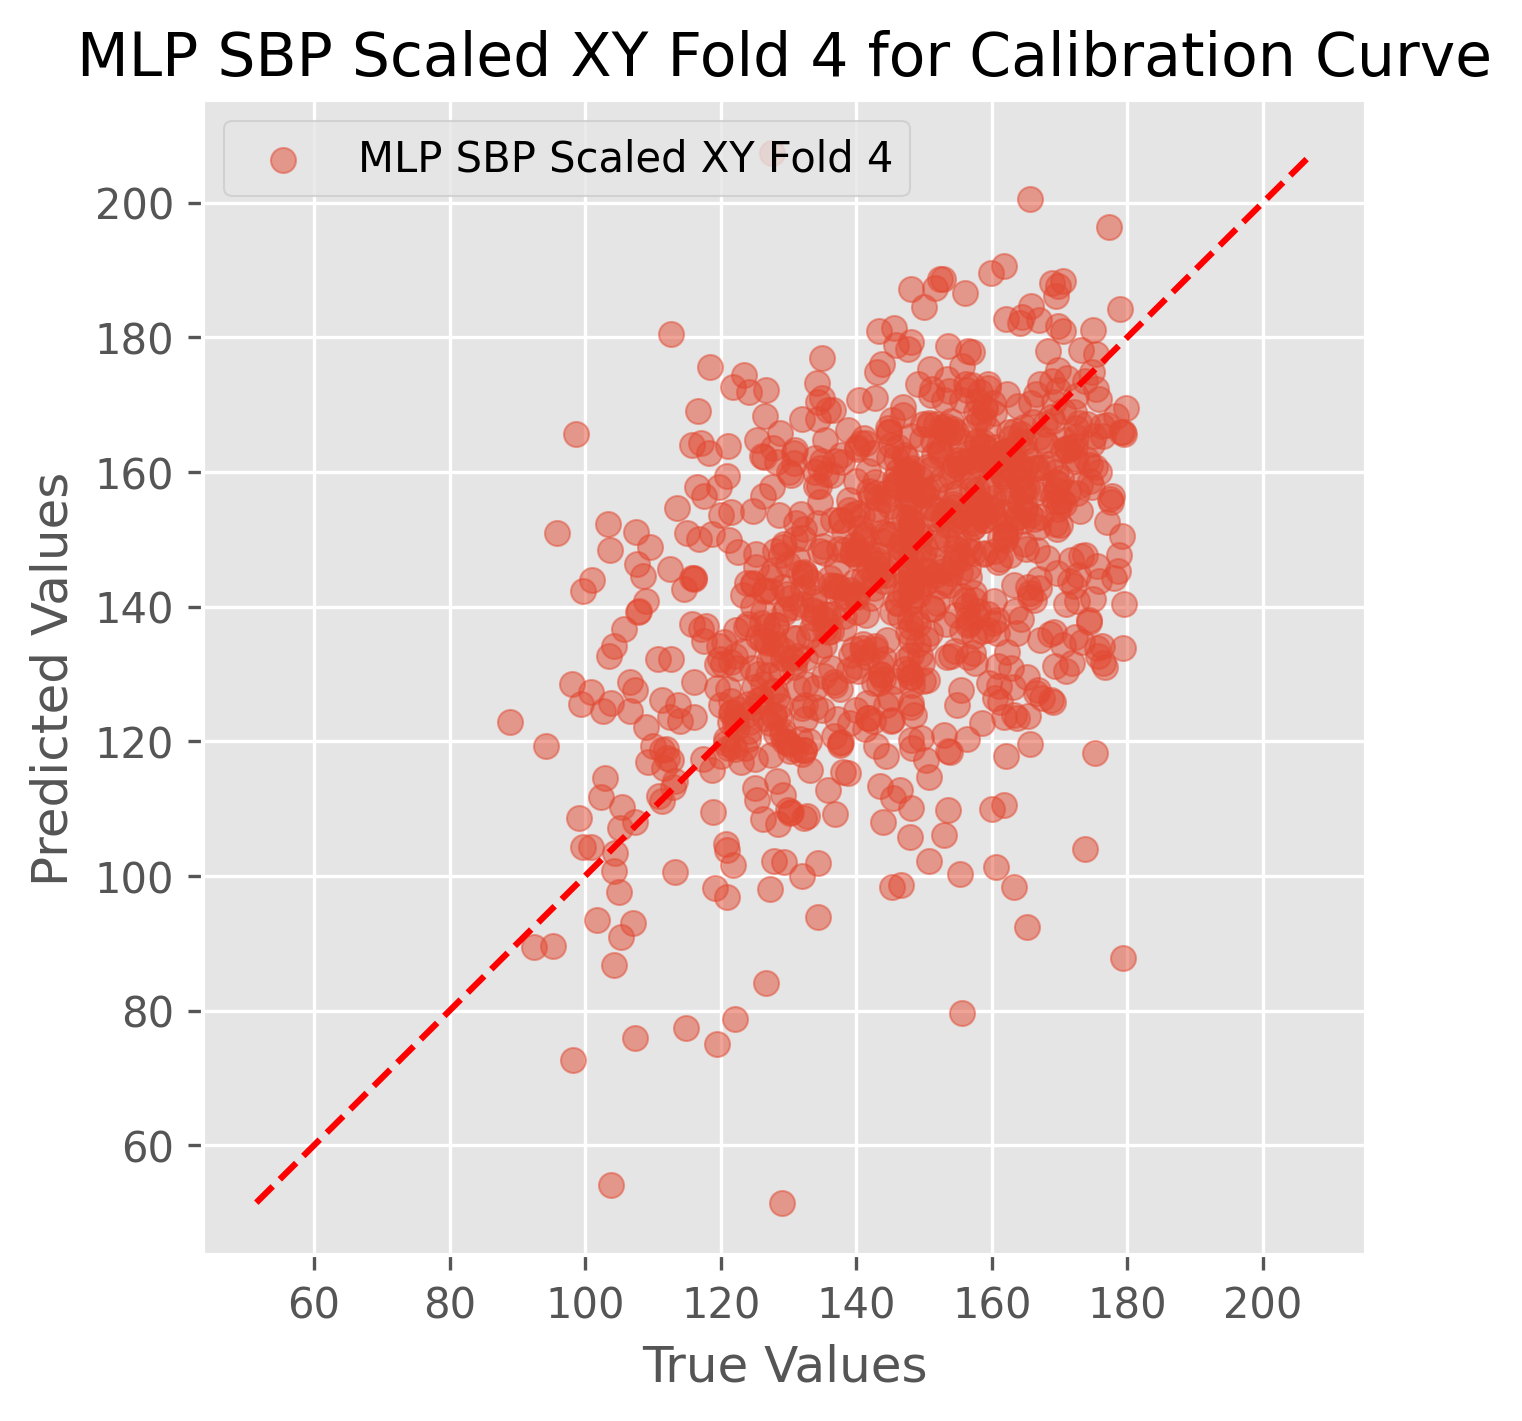 MLP SBP Scaled XY Fold 4 for Calibration Curve
MLP SBP Scaled XY Fold 4
200
180
160
140
120
100
80
60
Predicted Values
60 80 100 120 140 160 180 200
True Values